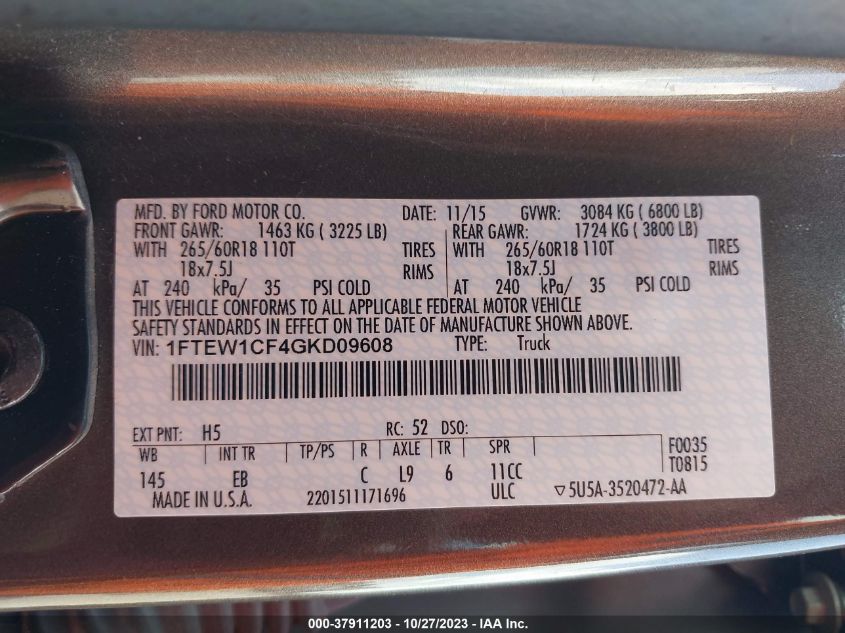 MFD. BY FORD MOTOR CO. DATE: 11/15 GVWR: 3084 KG ( 6800 LB)
FRONT GAWR: 1463 KG ( 3225 LB) REAR GAWR: 1724 KG ( 3800 LB)
WITH 265/60R18 110T TIRES WITH 265/60R18 110T TIRES
18x7.5J RIMS 18x7.5J RIMS
AT 240 kPa/ 35 PSI COLD AT 240 kPa/ 35 PSI COLD
THIS VEHICLE CONFORMS TO ALL APPLICABLE FEDERAL MOTOR VEHICLE
SAFETY STANDARDS IN EFFECT ON THE DATE OF MANUFACTURE SHOWN ABOVE.
VIN: 1FTEW1CF4GKD09608 TYPE: Truck
EXT PNT: H5 RC: 52 DSO:
WB INT TR TP/PS R AXLE TR SPR F0035
145 EB C L9 6 11CC T0815
MADE IN U.S.A. 2201511171696 ULC ▽5U5A-3520472-AA
000-37911203 - 10/27/2023 - IAA Inc.